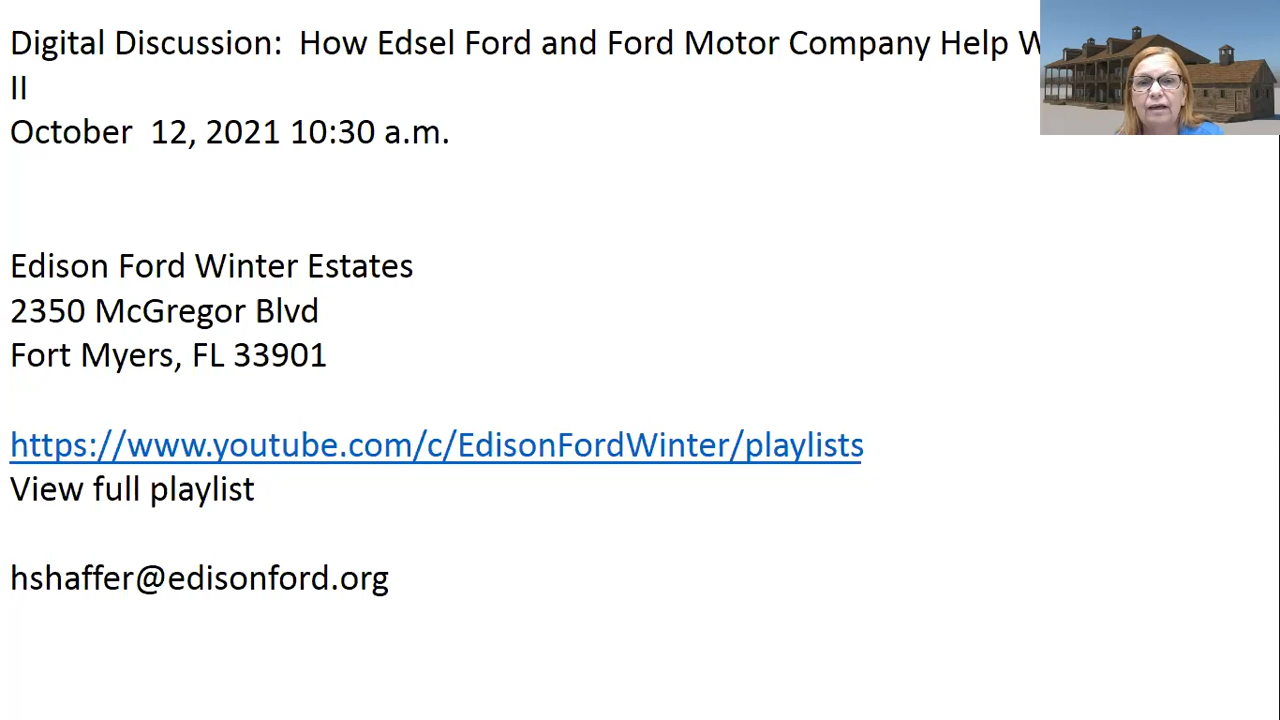 Digital Discussion: How Edsel Ford and Ford Motor Company Help
II
October 12, 2021 10:30 a.m.
Edison Ford Winter Estates
2350 McGregor Blvd
Fort Myers, FL 33901
https://www.youtube.com/c/EdisonFordWinter/playlists
View full playlist
hshaffer@edisonford.org